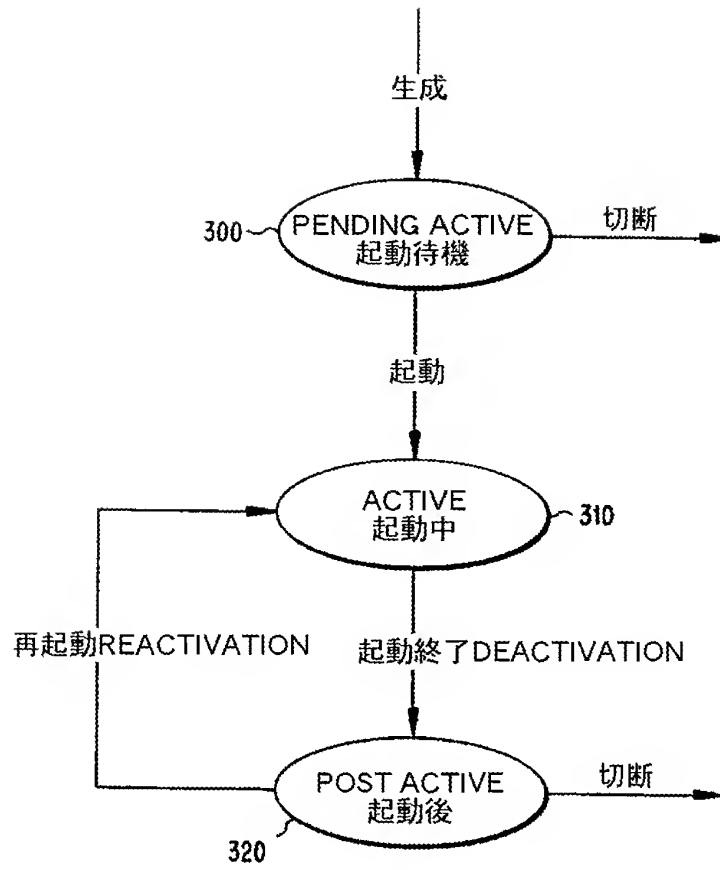 生成
300
PENDING ACTIVE
起動待機
切断
起動
ACTIVE
起動中
310
再起動REACTIVATION
起動終了DEACTIVATION
POST ACTIVE
起動後
切断
320